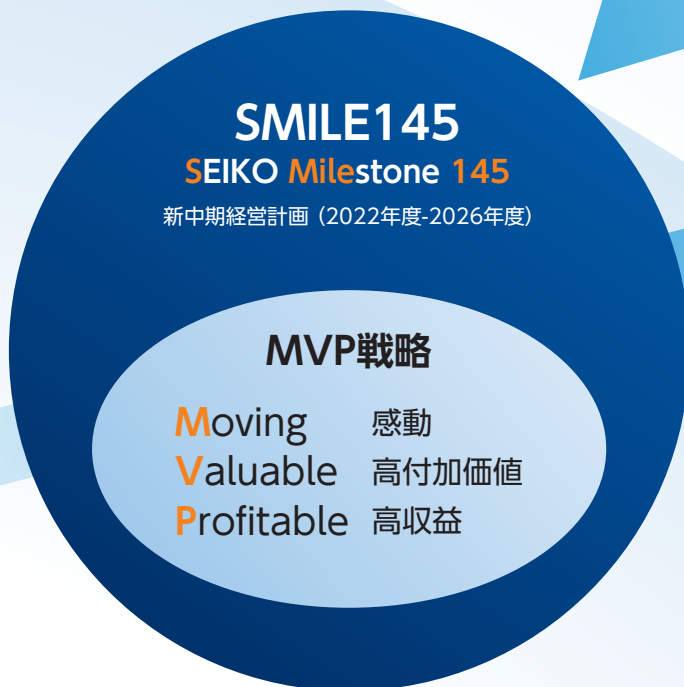 SMILE145
SEIKO Milestone 145
新中期経営計画（2022年度-2026年度）
MVP戦略
Moving 感動
Valuable 高付加価値
Profitable 高収益